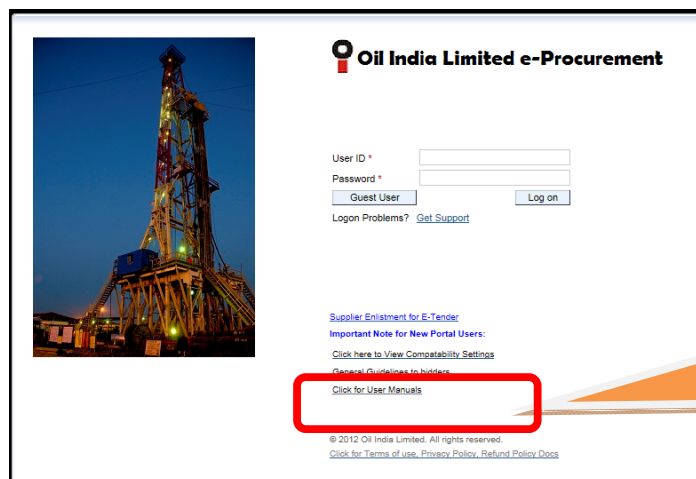 Oil India Limited e-Procurement
User ID *
Password *
Guest User Log on
Logon Problems? Get Support
Supplier Enlistment for E-Tender
Important Note for New Portal Users:
Click here to View Compatability Settings
General Guidelines to bidders
Click for User Manuals
© 2012 Oil India Limited. All rights reserved.
Click for Terms of use, Privacy Policy, Refund Policy Docs